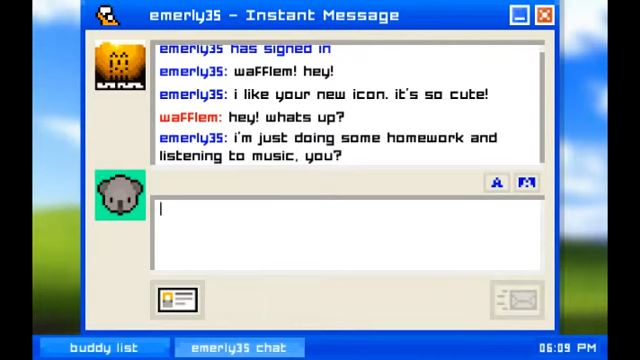 emerly35 - Instant Message
emerly35 has signed in
emerly35: wafflem! hey!
emerly35: i like your new icon. it's so cute!
wafflem: hey! whats up?
emerly35: i'm just doing some homework and
listening to music, you?
A A
buddy list
emerly35 chat
06:09 PM